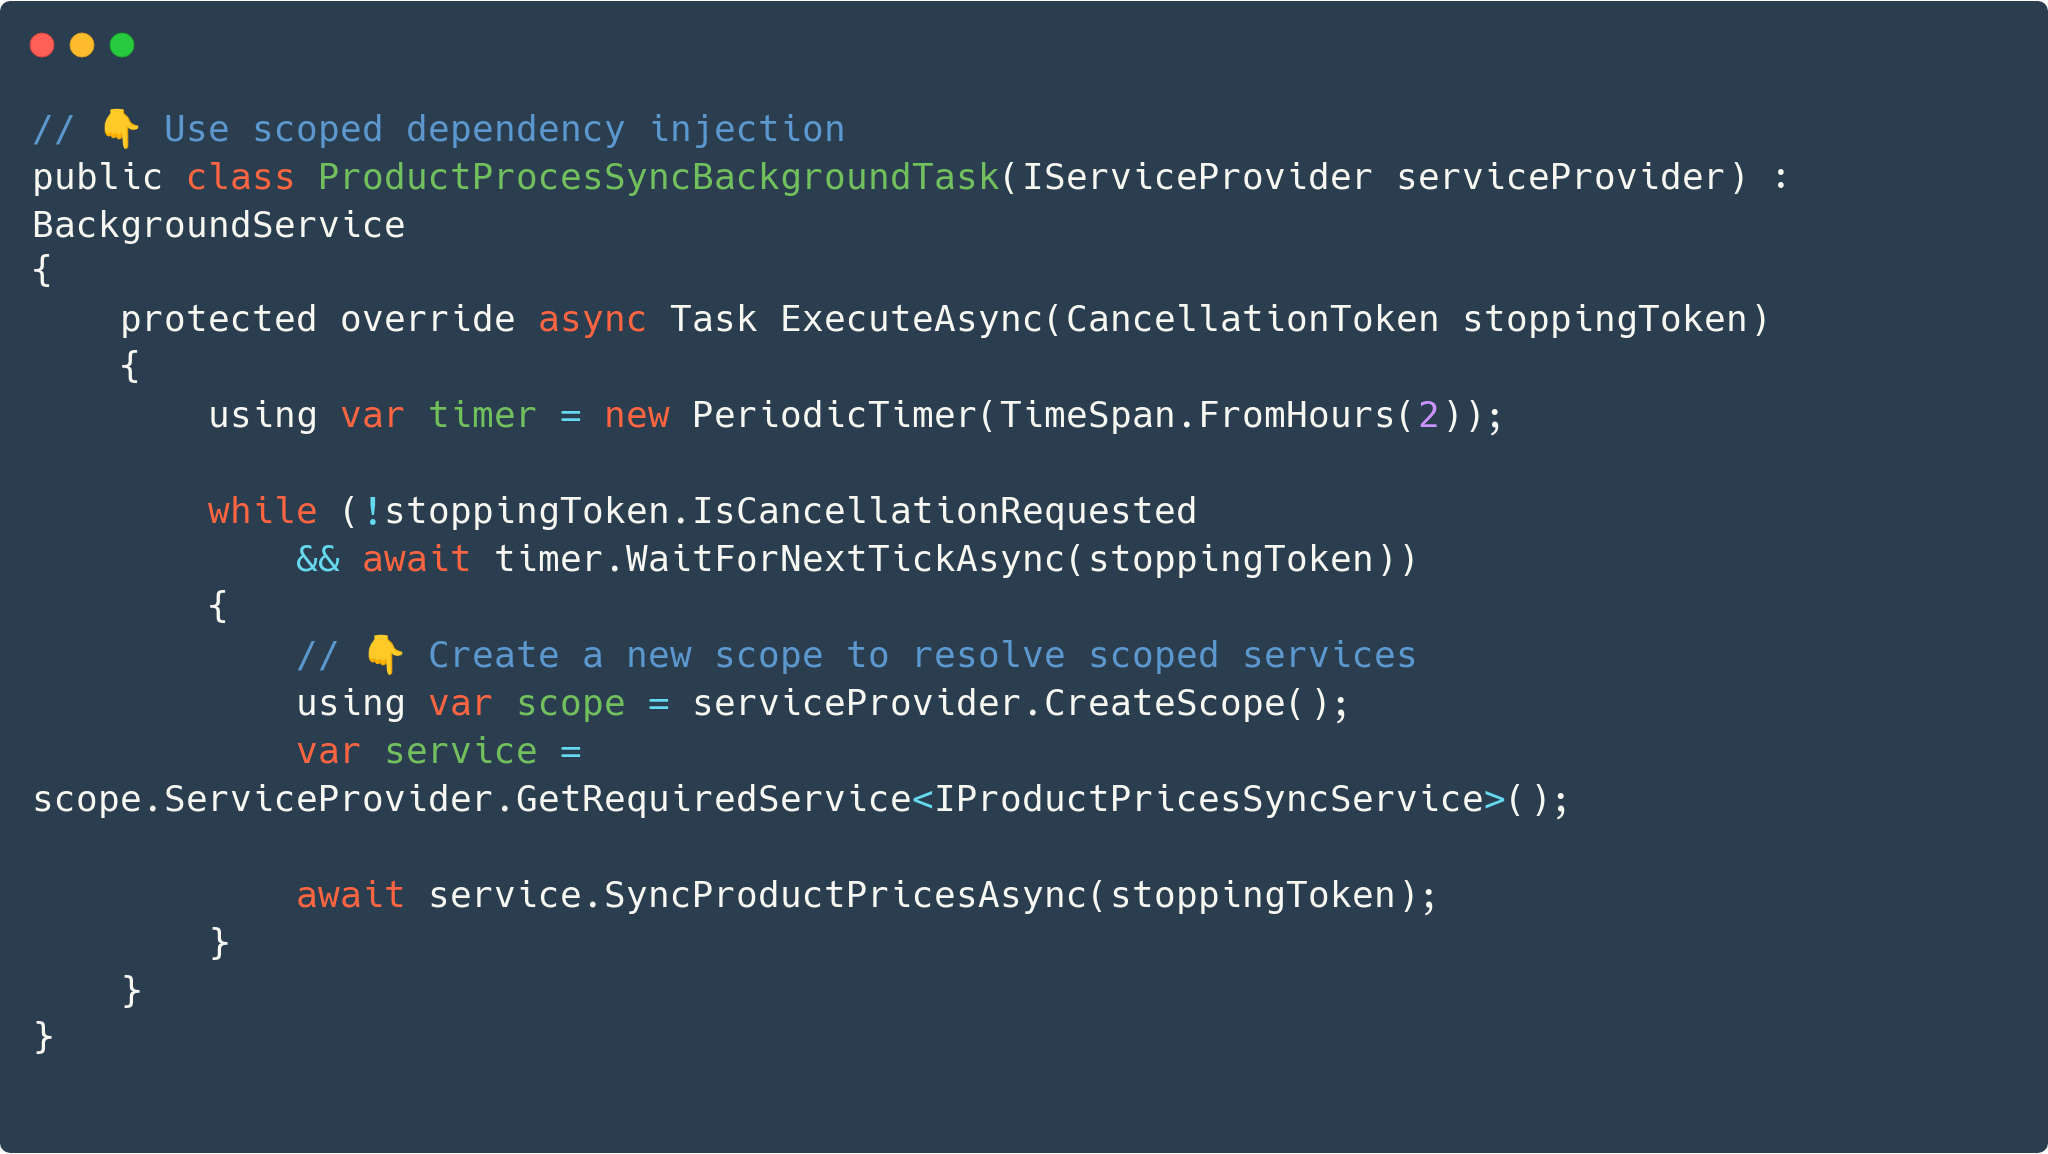 // 👇 Use scoped dependency injection
public class ProductProcesSyncBackgroundTask(IServiceProvider serviceProvider) :
BackgroundService
{
    protected override async Task ExecuteAsync(CancellationToken stoppingToken)
    {
        using var timer = new PeriodicTimer(TimeSpan.FromHours(2));

        while (!stoppingToken.IsCancellationRequested
            && await timer.WaitForNextTickAsync(stoppingToken))
        {
            // 👇 Create a new scope to resolve scoped services
            using var scope = serviceProvider.CreateScope();
            var service =
scope.ServiceProvider.GetRequiredService<IProductPricesSyncService>();

            await service.SyncProductPricesAsync(stoppingToken);
        }
    }
}